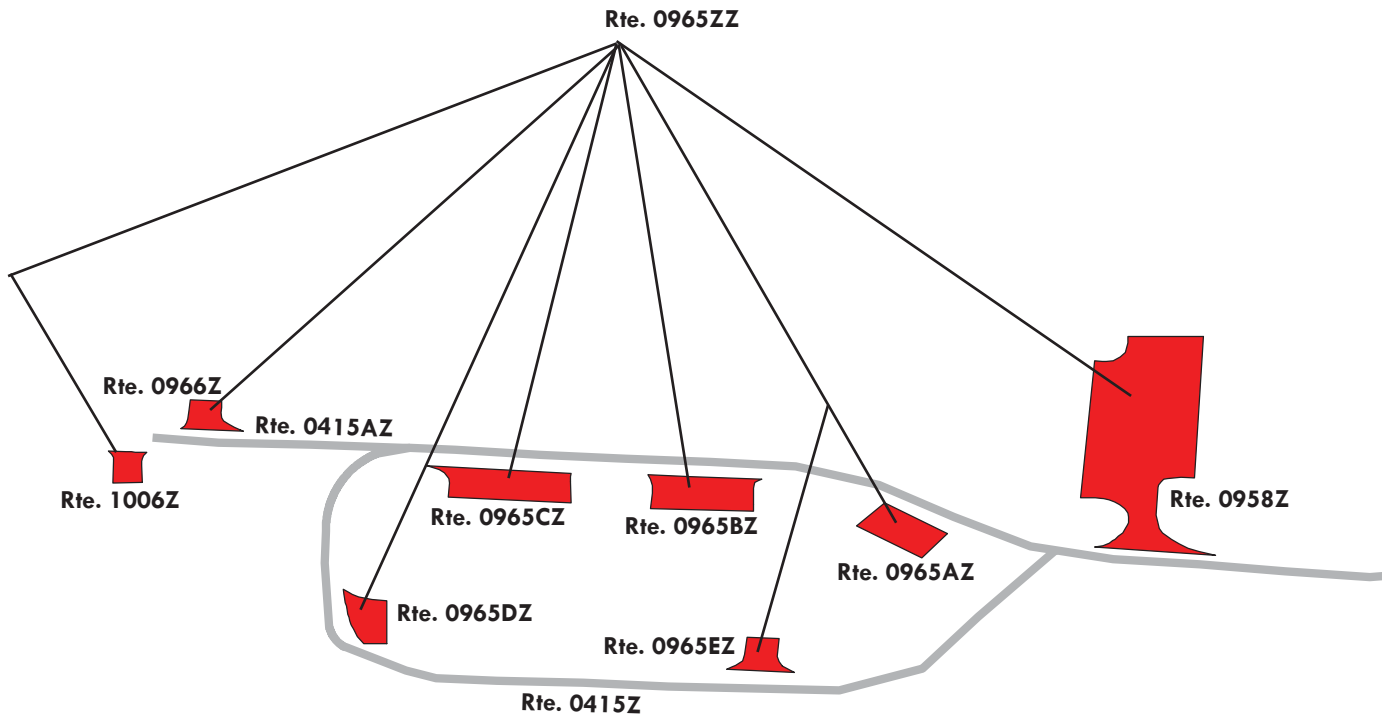 Rte. 0965ZZ
Rte. 0966Z
Rte. 0415AZ
Rte. 1006Z
Rte. 0965CZ
Rte. 0965BZ
Rte. 0958Z
Rte. 0965AZ
Rte. 0965DZ
Rte. 0965EZ
Rte. 0415Z